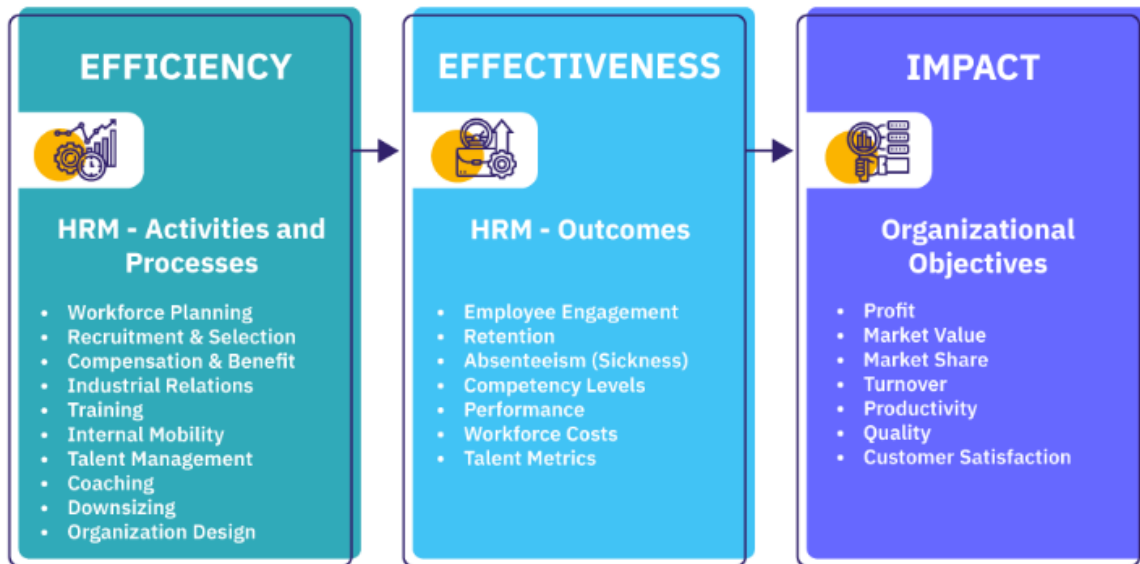 EFFICIENCY
HRM - Activities and
Processes
• Workforce Planning
• Recruitment & Selection
• Compensation & Benefit
• Industrial Relations
• Training
• Internal Mobility
• Talent Management
• Coaching
• Downsizing
• Organization Design
EFFECTIVENESS
HRM - Outcomes
• Employee Engagement
• Retention
• Absenteeism (Sickness)
• Competency Levels
• Performance
• Workforce Costs
• Talent Metrics
IMPACT
Organizational
Objectives
• Profit
• Market Value
• Market Share
• Turnover
• Productivity
• Quality
• Customer Satisfaction